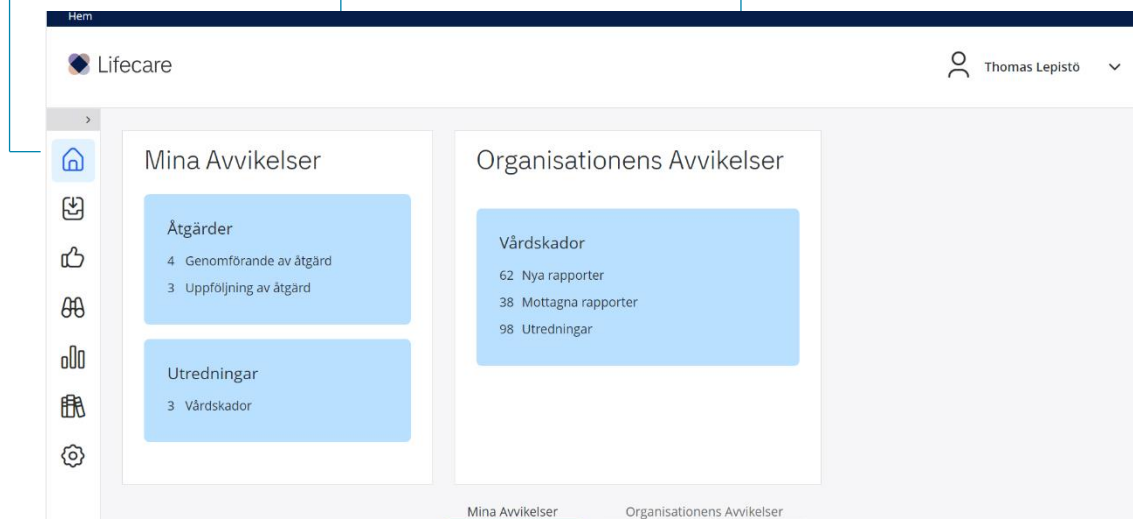 Hem
Lifecare
Thomas Lepistö
Mina Avvikelser
Åtgärder
4 Genomförande av åtgärd
3 Uppföljning av åtgärd
Utredningar
3 Vårdskador
Organisationens Avvikelser
Vårdskador
62 Nya rapporter
38 Mottagna rapporter
98 Utredningar
Mina Avvikelser
Organisationens Avvikelser